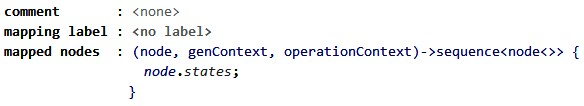 comment : <none>
mapping label : <no label>
mapped nodes : (node, genContext, operationContext)->sequence<node<>> {
node.states;
}